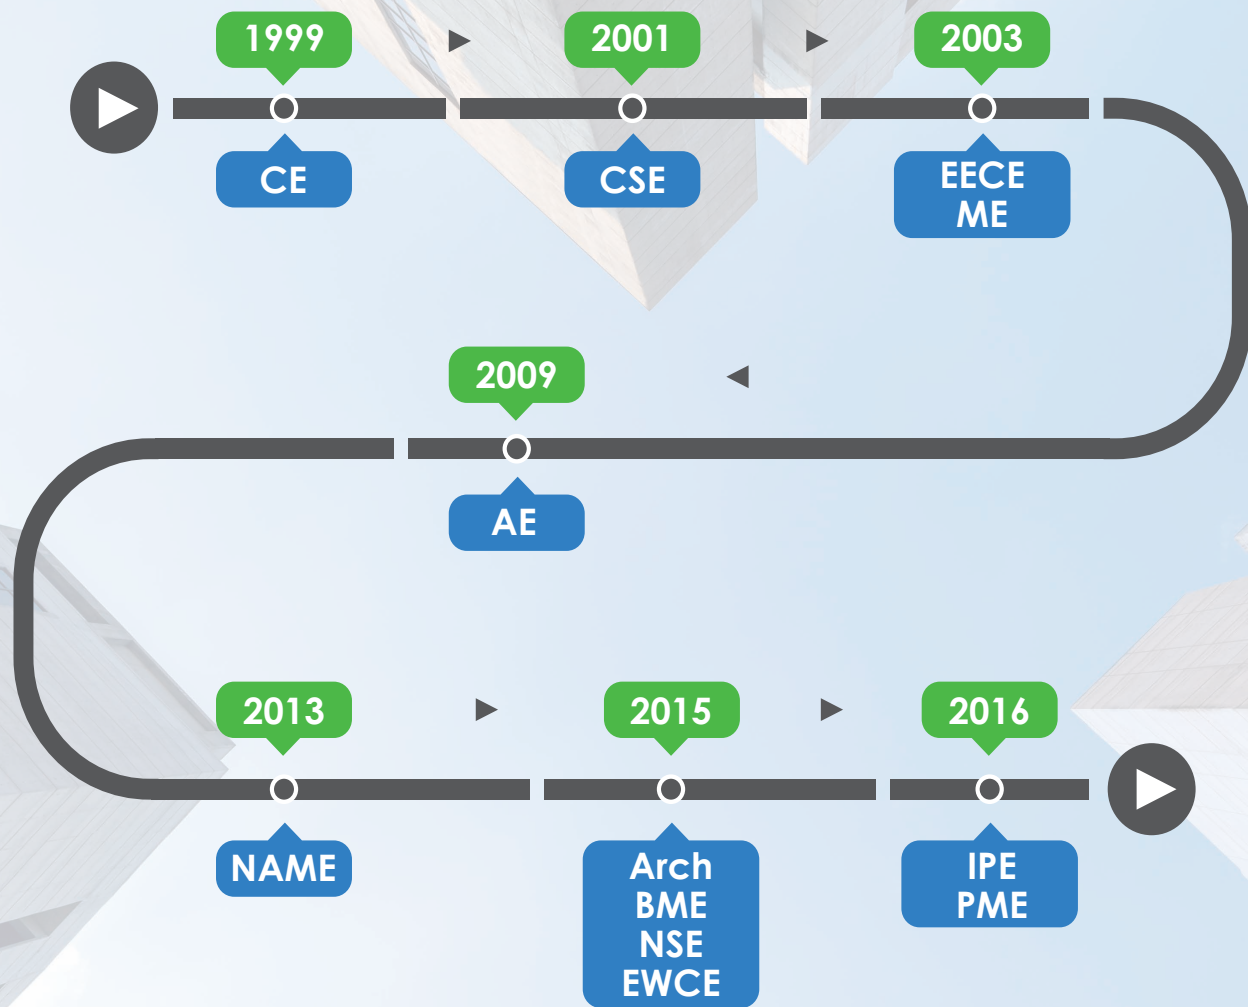 1999
2001
2003
CE
CSE
EECE
ME
2009
AE
2013
2015
2016
NAME
Arch
BME
NSE
EWCE
IPE
PME